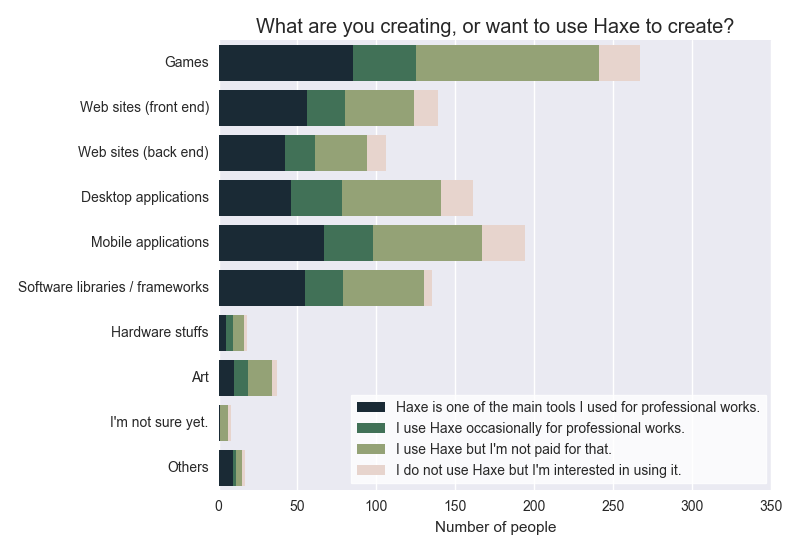 What are you creating, or want to use Haxe to create?
Games
Web sites (front end)
Web sites (back end)
Desktop applications
Mobile applications
Software libraries / frameworks
Hardware stuffs
Art
I'm not sure yet.
Others
Haxe is one of the main tools I used for professional works.
I use Haxe occasionally for professional works.
I use Haxe but I'm not paid for that.
I do not use Haxe but I'm interested in using it.
0 50 100 150 200 250 300 350
Number of people